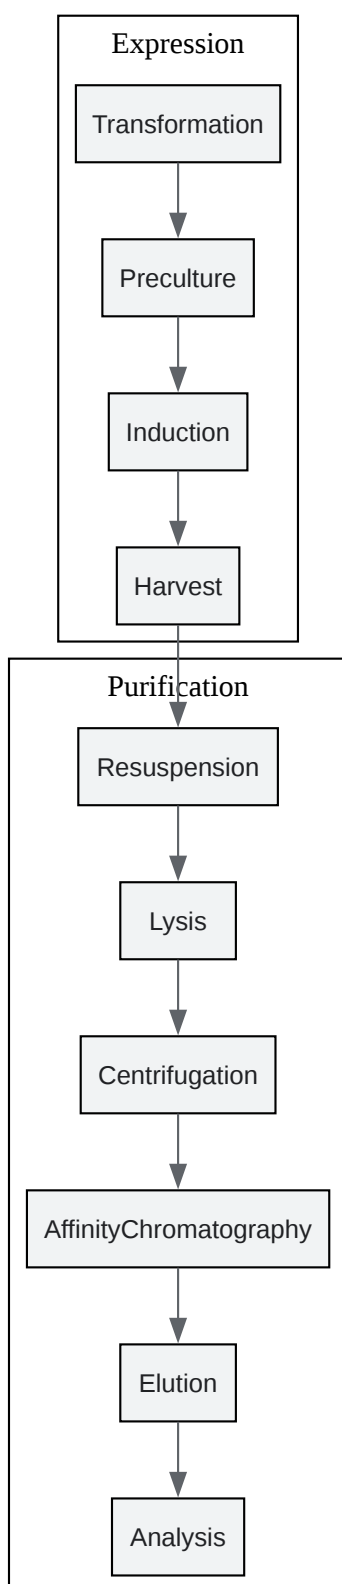 Expression
Transformation
Preculture
Induction
Harvest
Purification
Resuspension
Lysis
Centrifugation
AffinityChromatography
Elution
Analysis